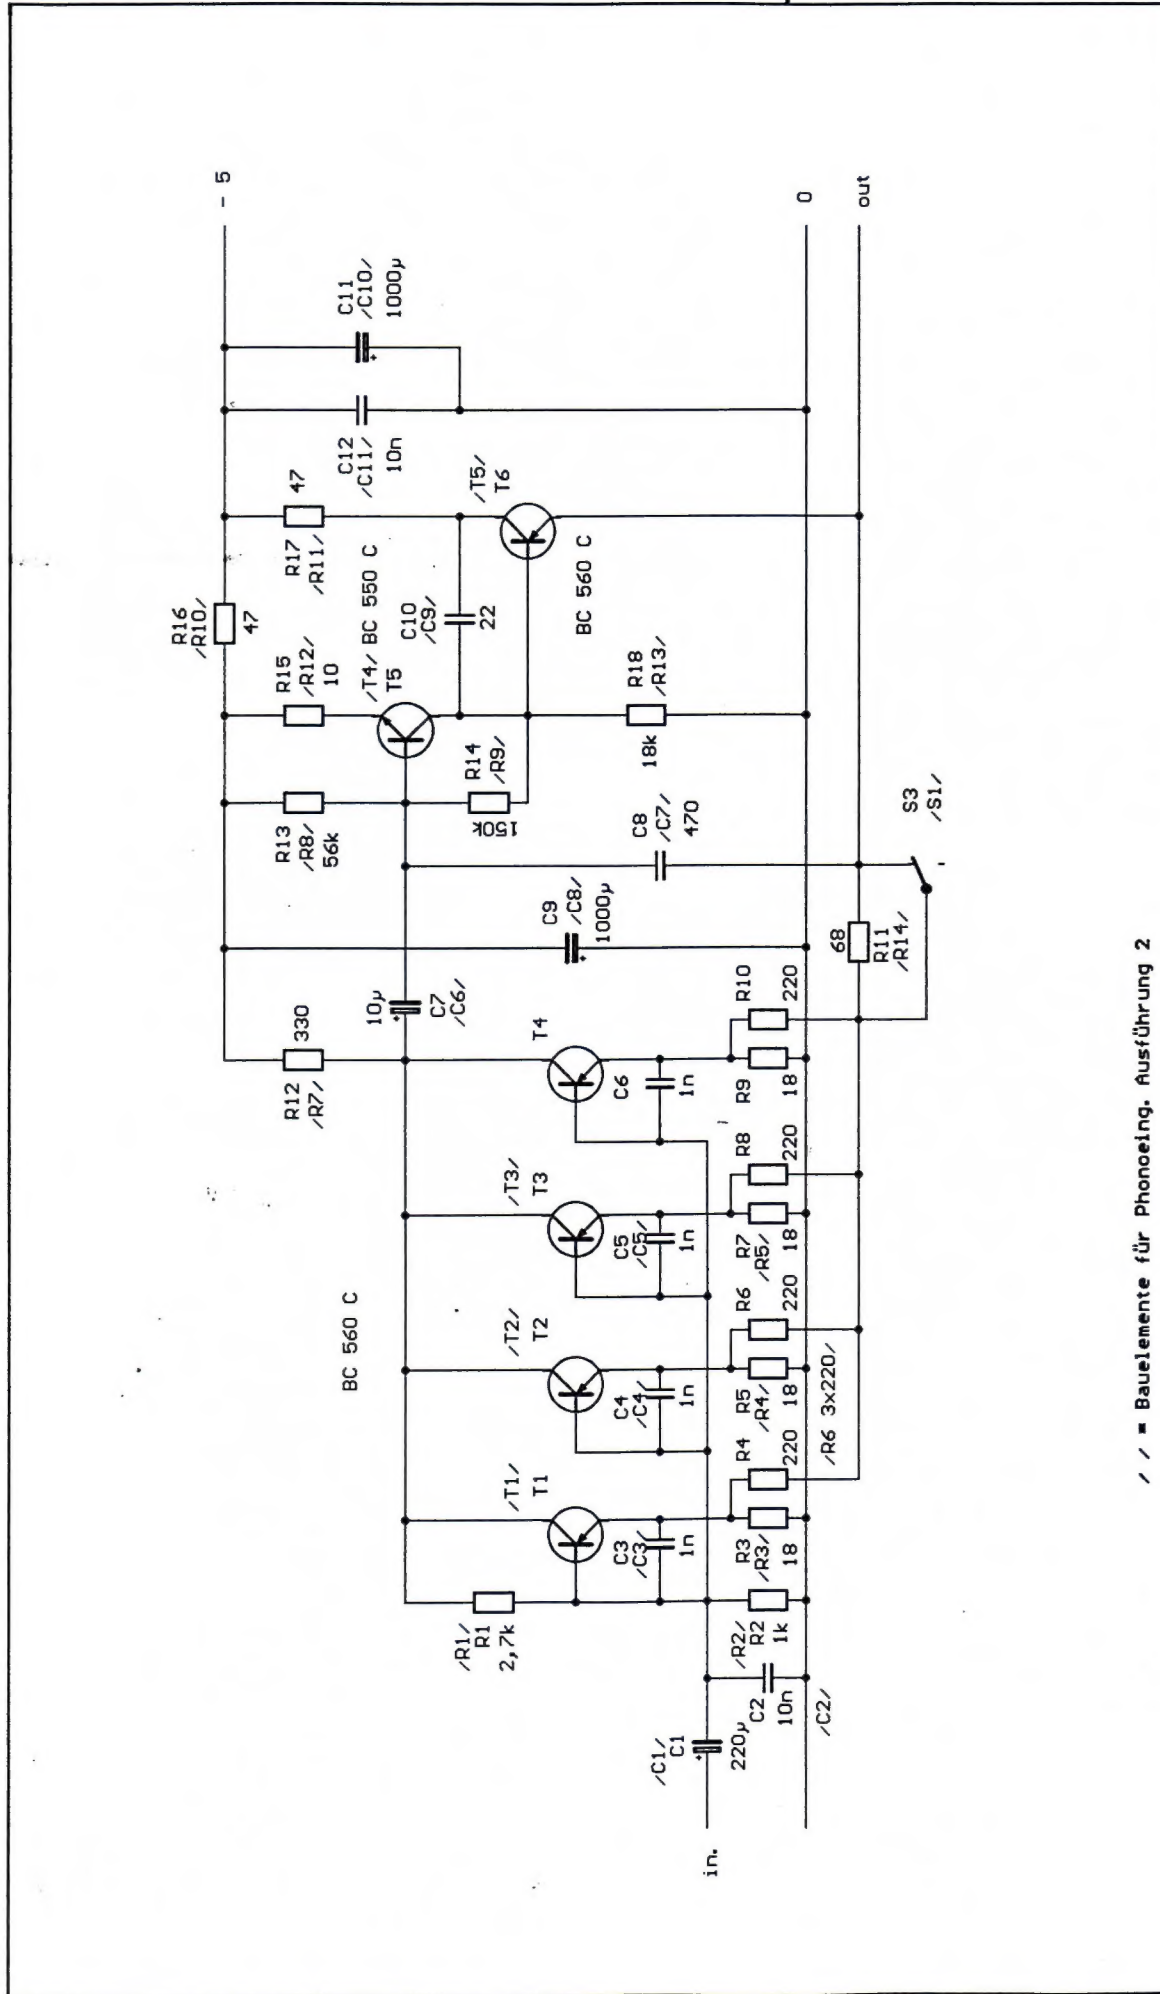 - 5
C11
/C10/
1000µ
C12
/C11/
10n
R16
/R10/
47
R17
/R11/
47
/T5/
T6
BC 560 C
C10
/C9/
22
R15
/R12/
10
/T4/
T5
BC 550 C
R18
/R13/
18k
R14
/R9/
150k
R13
/R8/
56k
C8
/C7/
470
S3
/S1/
C9
/C8/
1000µ
+
68
R11
/R14/
10µ
C7
/C6/
+
R12
/R7/
330
T4
C6
1n
R10
220
R9
18
/T3/
T3
C5
/C5/
1n
R8
220
R7
/R5/
18
BC 560 C
/T2/
T2
C4
/C4/
1n
R6
220
R5
/R4/
18
/R6 3x220/
/T1/
T1
C3
/C3/
1n
R4
220
R3
/R3/
18
/R1/
R1
2,7k
/R2/
R2
1k
C2
10n
/C2/
/C1/
C1
220µ
+
in.
0
out
/ / = Bauelemente für Phonoeing. Ausführung 2